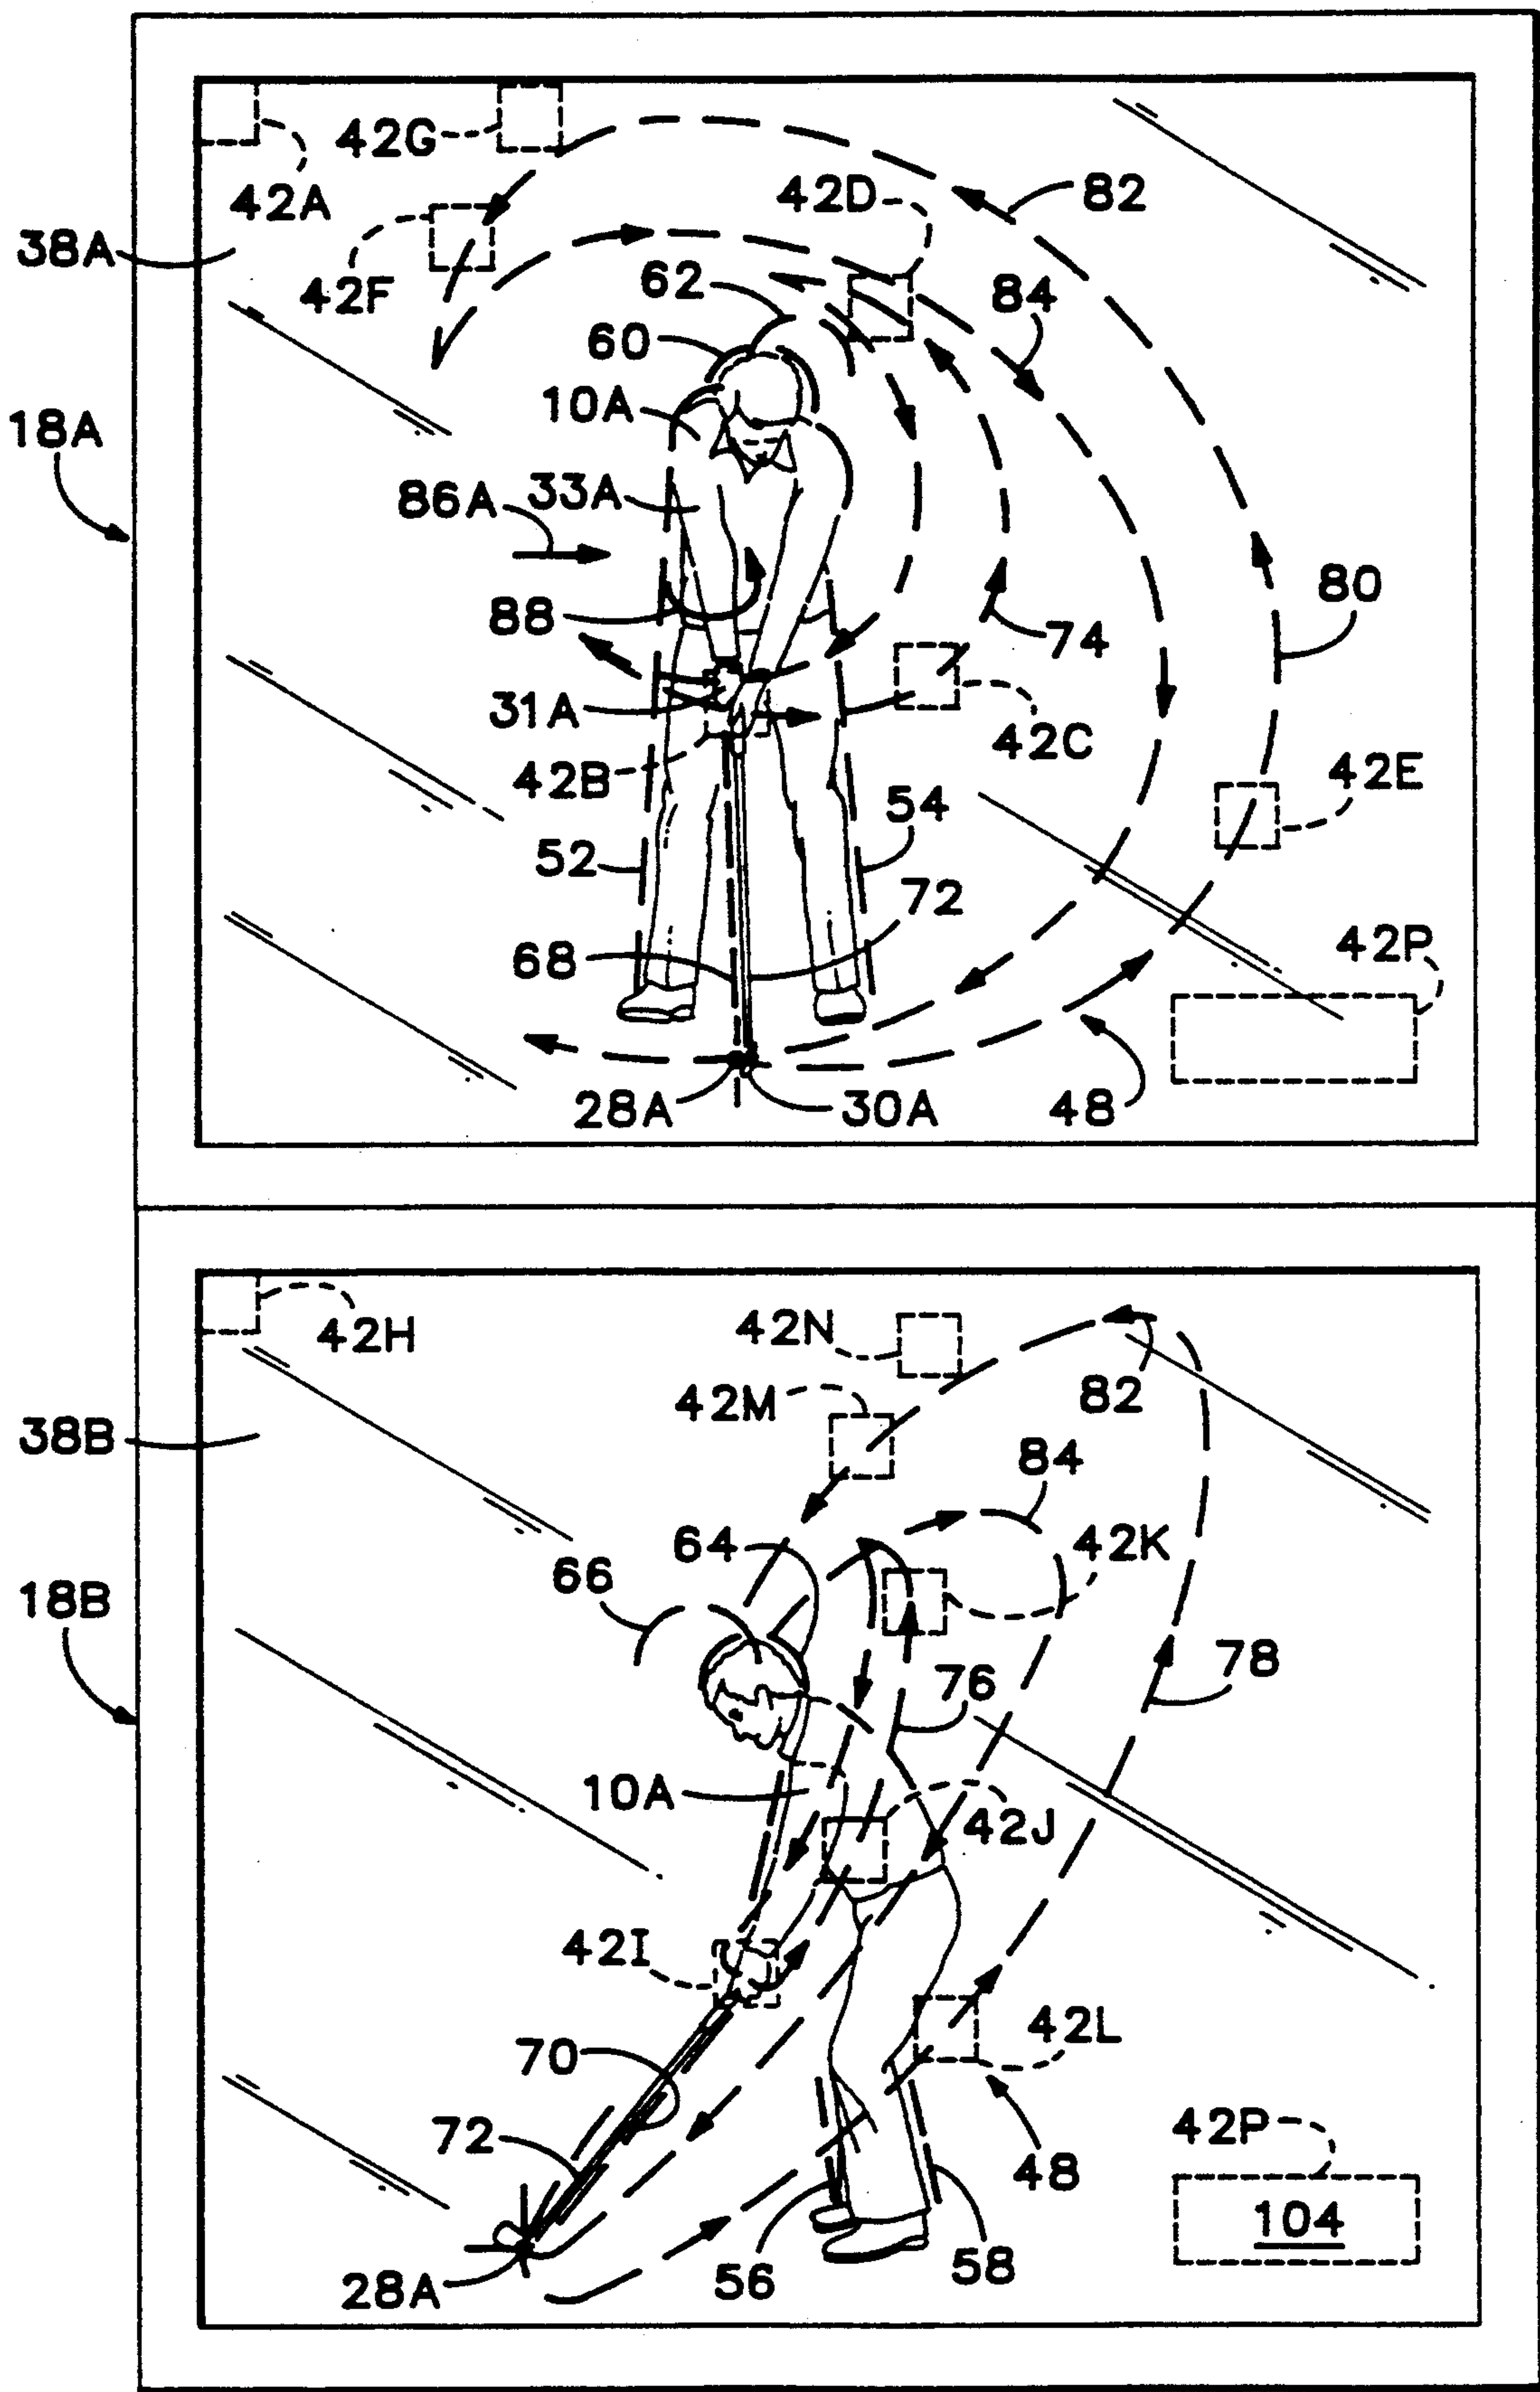 42G
42A
42D
82
38A
42F
62
84
60
10A
18A
33A
86A
80
88
74
31A
42C
42B
42E
54
52
72
68
42P
28A
30A
48
42H
42N
82
42M
38B
84
64
42K
66
18B
78
76
10A
42J
42I
42L
70
72
42P
48
104
56
58
28A